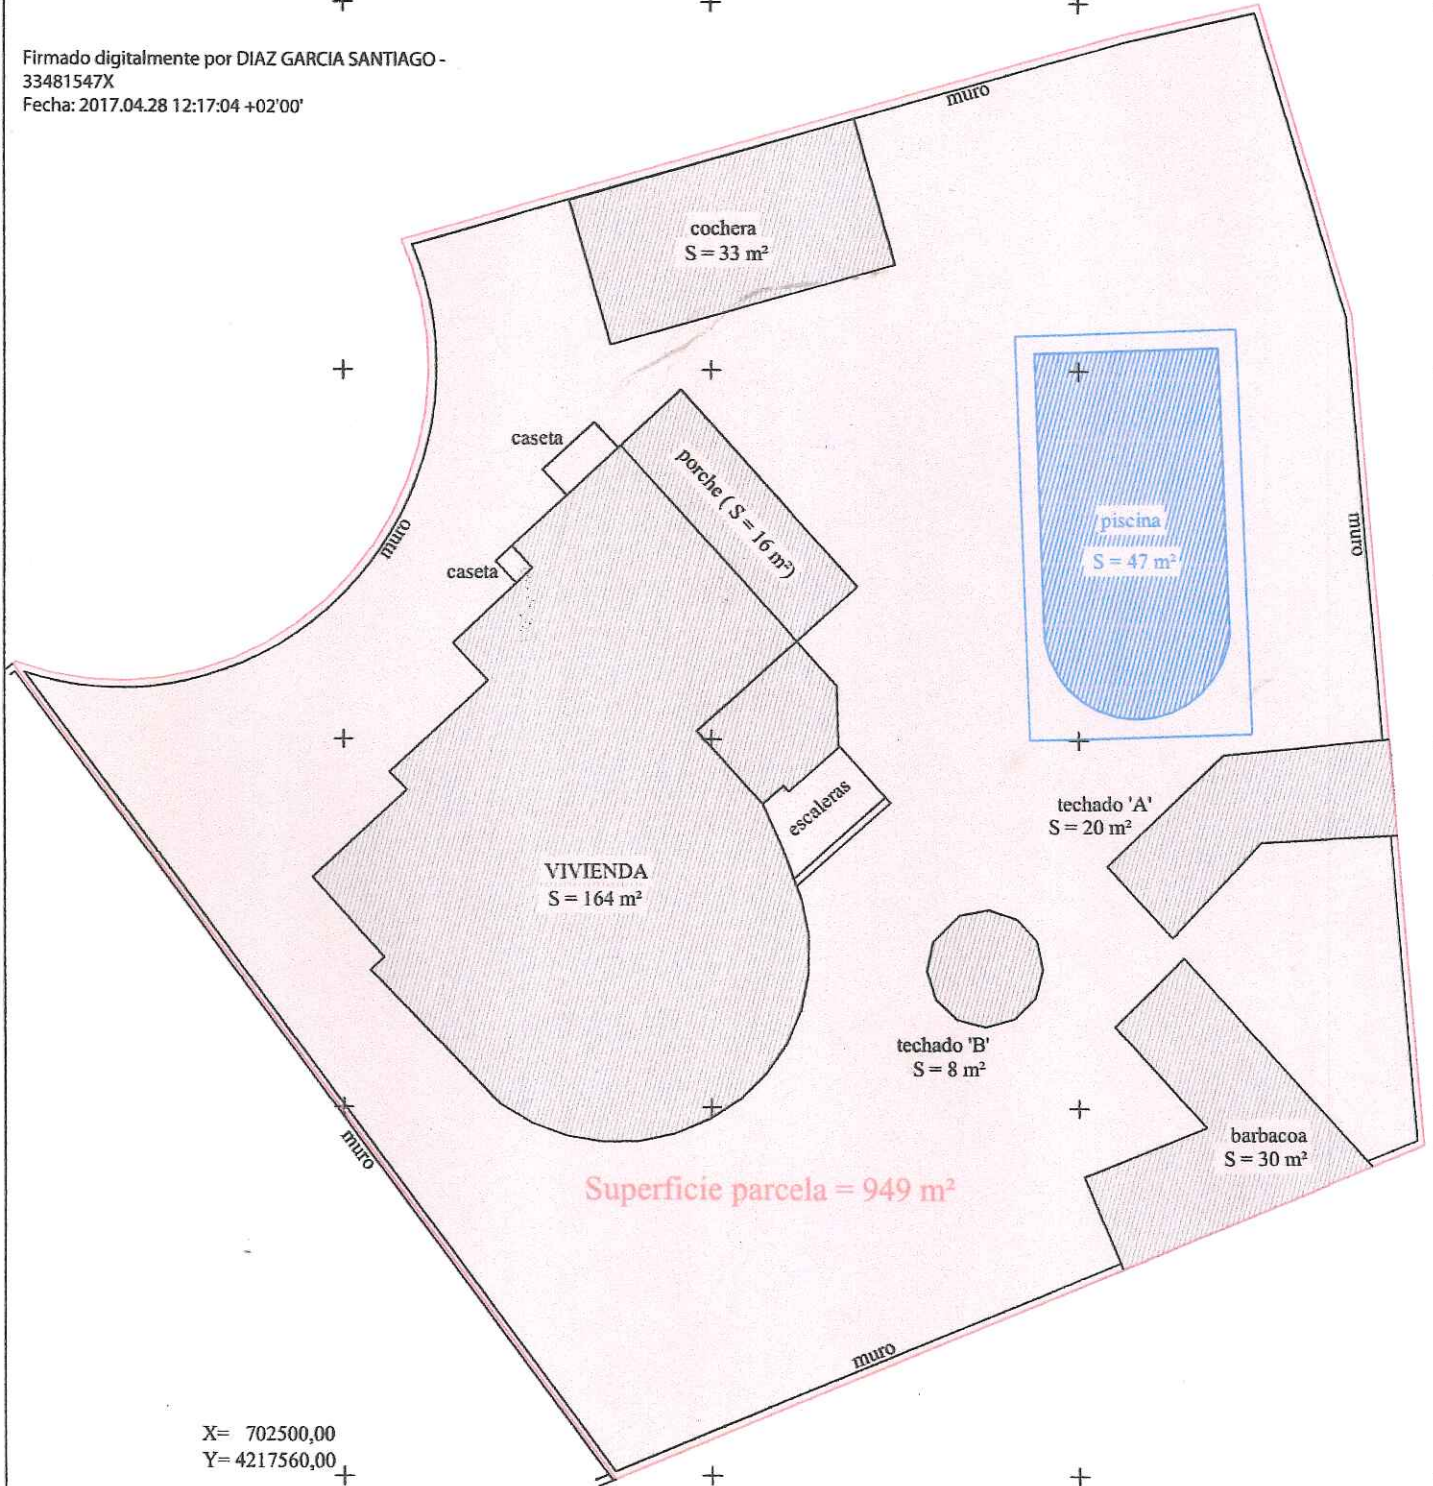 Firmado digitalmente por DIAZ GARCIA SANTIAGO -
33481547X
Fecha: 2017.04.28 12:17:04 +02'00'
muro
cochera
S = 33 m²
caseta
porche ( S = 16 m²)
muro
caseta
piscina
S = 47 m²
muro
escaleras
techado 'A'
S = 20 m²
VIVIENDA
S = 164 m²
techado 'B'
S = 8 m²
muro
barbacoa
S = 30 m²
Superficie parcela = 949 m²
muro
X= 702500,00
Y= 4217560,00